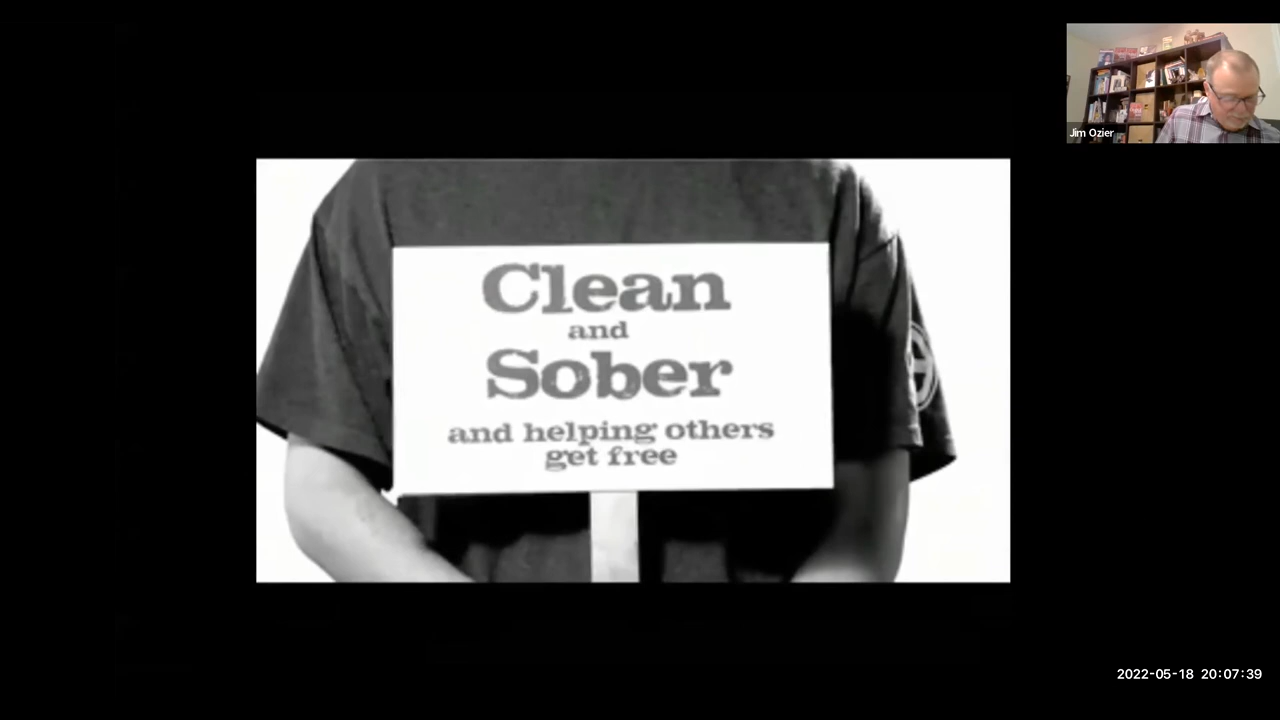 Clean
and
Sober
and helping others
get free
Jim Ozier
2022-05-18 20:07:39